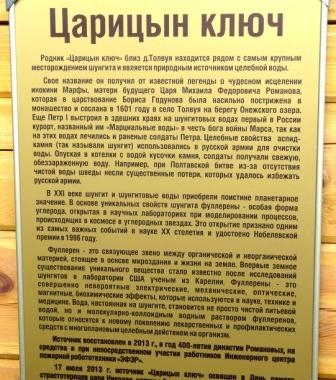 Царицын ключ
Родник «Царицын ключ» близ д.Толвуя находится рядом с самым крупным
месторождением шунгита и является природным источником целебной воды.
Свое название он получил от известной легенды о чудесном исцелении
инокини Марфы, матери будущего Царя Михаила Федоровича Романова,
которая в царствование Бориса Годунова была насильно пострижена в
монашество и сослана в 1601 году в село Толвуя на берегу Онежского озера.
Еще Петр I выстроил в здешних краях на шунгитовых водах первый в России
курорт, названный им «Марциальные воды» в честь бога войны Марса, так как
на этих водах лечились и раненые солдаты Петра. Целебные свойства аспид-
камня (так называли шунгит) использовались в русской армии для очистки
воды. Опуская в котелки с водой кусочки камня, солдаты получали свежую,
обеззараженную воду. Например, при Полтавской битве из-за отсутствия
чистой воды шведы несли существенные потери, которых удалось избежать
русской армии.
В XXI веке шунгит и шунгитовые воды приобрели поистине планетарное
значение. В основе уникальных свойств шунгита фуллерены - особая форма
углерода, открытая в научных лабораториях при моделировании процессов,
происходящих в космосе в углеродных звездах. Это открытие признано одним
из самых важных событий в науке XX столетия и удостоено Нобелевской
премии в 1996 году.
Фуллерен - это связующее звено между органической и неорганической
материей, стоящее в основе мироздания и жизни на земле. Впервые земное
существование уникального вещества стало известно после исследований
шунгитов в лаборатории США ученым из Карелии. Фуллерены - это
совершенно невероятные электрические, механические, оптические,
магнитные, биохимические эффекты, которые используются в науке, технике и
медицине. Вода, настоянная на шунгите, становится не просто чистой питьевой
водой, но и молекулярно-коллоидным водным раствором фуллеренов,
которые относятся к новому поколению лекарственных и профилактических
средств с многоплановым целебным действием на организм.
Источник восстановлен в 2013 г., в год 400-летия династии Романовых, на
средства и при непосредственном участии работников Инженерного центра
пожарной робототехники «ЭФЭР».
17 июля 2013 г. источник «Царицын ключ» освящен в День памяти
страстотерпцев Царя Николая